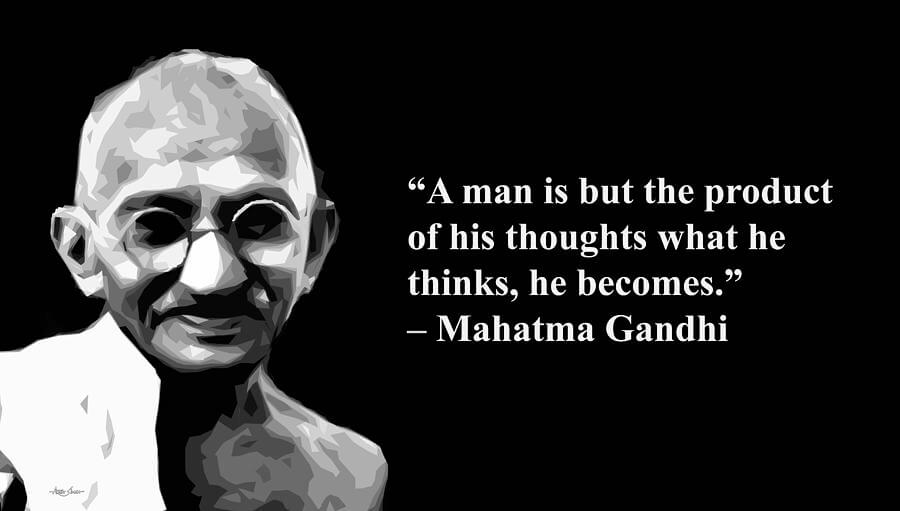 “A man is but the product
of his thoughts what he
thinks, he becomes.”
– Mahatma Gandhi